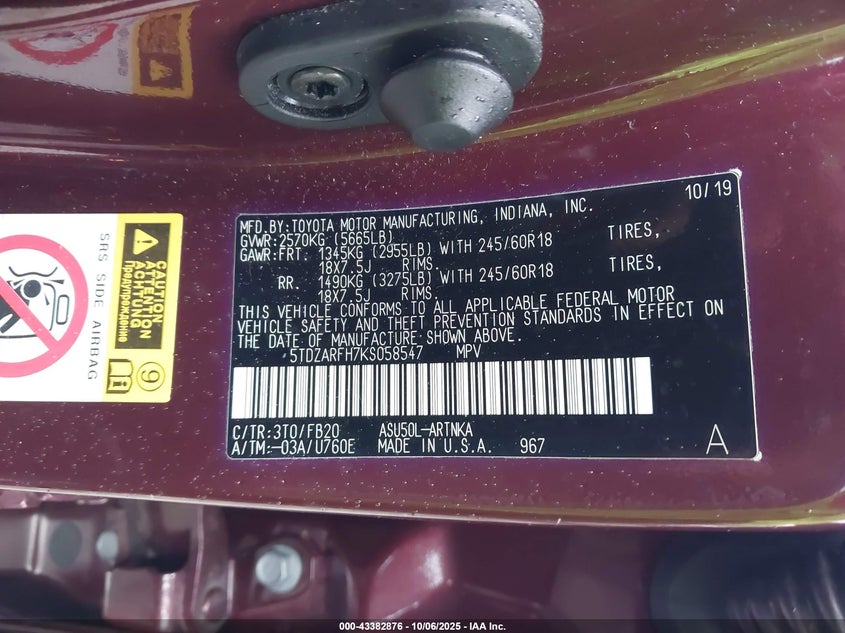 10/19
MFD.BY:TOYOTA MOTOR MANUFACTURING, INDIANA, INC.
GVWR:2570KG (5665LB)
GAWR:FRT. 1345KG (2955LB) WITH 245/60R18 TIRES,
18X7.5J RIMS.
RR. 1490KG (3275LB) WITH 245/60R18 TIRES,
18X7.5J RIMS.
THIS VEHICLE CONFORMS TO ALL APPLICABLE FEDERAL MOTOR
VEHICLE SAFETY AND THEFT PREVENTION STANDARDS IN EFFECT ON
THE DATE OF MANUFACTURE SHOWN ABOVE.
5TDZARFH7KS058547 MPV
C/TR:3T0/FB20 ASU50L-ARTNKA
A/TM:-03A/U760E MADE IN U.S.A. 967 A
SRS SIDE AIRBAG
CAUTION
ATTENTION
ACHTUNG
Предупреждение
9
000-43382876 - 10/06/2025 - IAA Inc.